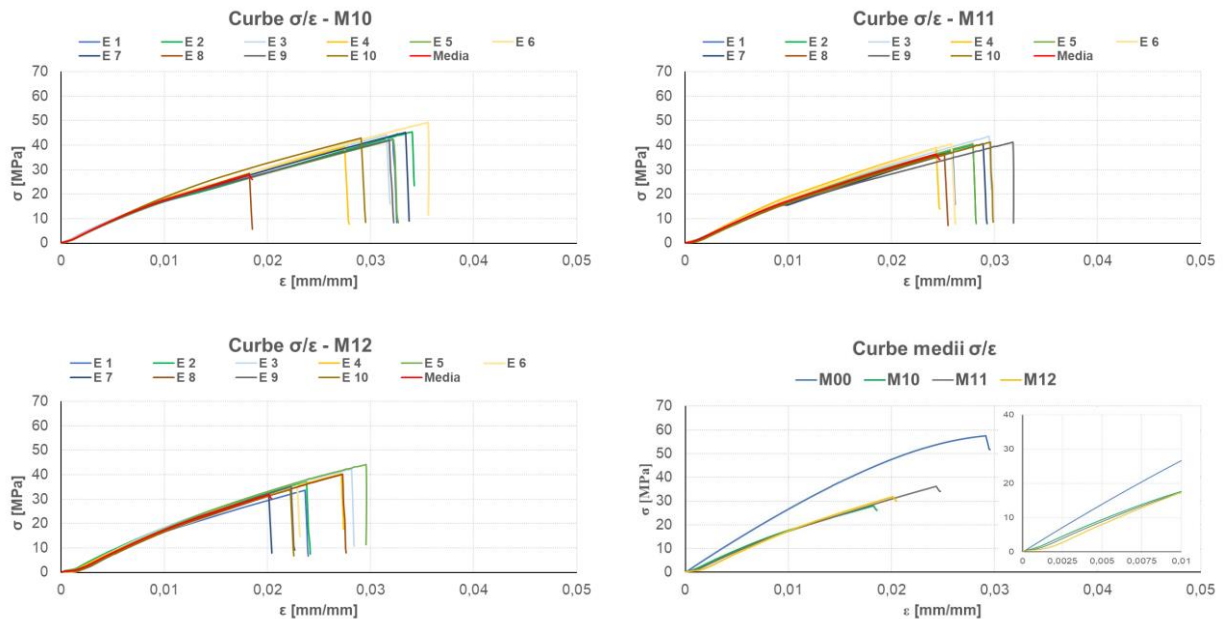 Curbe σ/ε - M10
E 1 E 2 E 3 E 4 E 5 E 6
E 7 E 8 E 9 E 10 Media
70
60
50
40
30
20
10
0
σ [MPa]
0 0,01 0,02 0,03 0,04 0,05
ε [mm/mm]
Curbe σ/ε - M11
E 1 E 2 E 3 E 4 E 5 E 6
E 7 E 8 E 9 E 10 Media
70
60
50
40
30
20
10
0
σ [MPa]
0 0,01 0,02 0,03 0,04 0,05
ε [mm/mm]
Curbe σ/ε - M12
E 1 E 2 E 3 E 4 E 5 E 6
E 7 E 8 E 9 E 10 Media
70
60
50
40
30
20
10
0
σ [MPa]
0 0,01 0,02 0,03 0,04 0,05
ε [mm/mm]
Curbe medii σ/ε
M00 M10 M11 M12
70
60
50
40
30
20
10
0
σ [MPa]
0 0,01 0,02 0,03 0,04 0,05
ε [mm/mm]
40
30
20
10
0
0 0,0025 0,005 0,0075 0,01